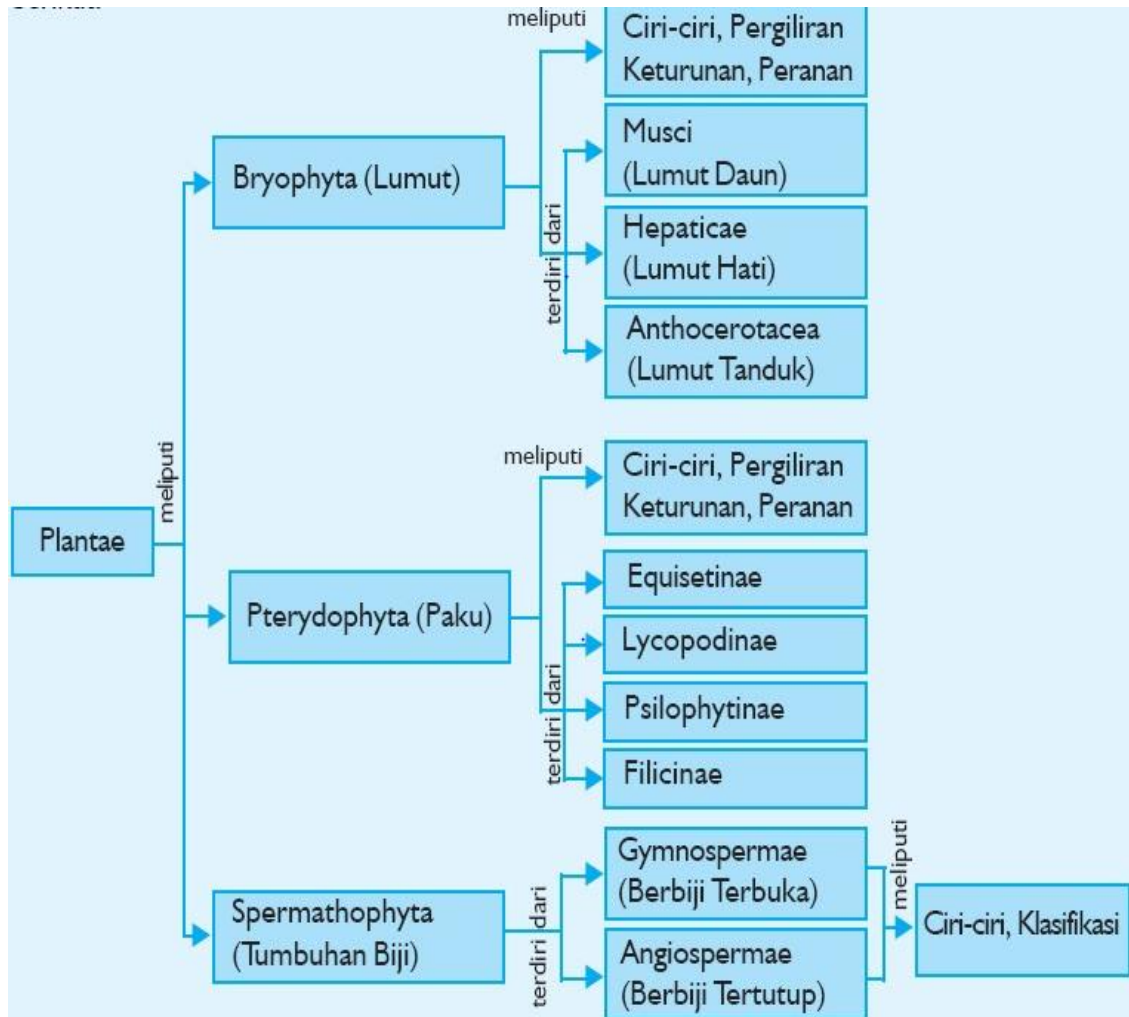 meliputi
Ciri-ciri, Pergiliran
Keturunan, Peranan
Musci
(Lumut Daun)
Bryophyta (Lumut)
terdiri dari
Hepaticae
(Lumut Hati)
Anthocerotacea
(Lumut Tanduk)
meliputi
Plantae
meliputi
Ciri-ciri, Pergiliran
Keturunan, Peranan
Equisetinae
Pterydophyta (Paku)
Lycopodinae
terdiri dari
Psilophytinae
Filicinae
Spermathophyta
(Tumbuhan Biji)
terdiri dari
Gymnospermae
(Berbiji Terbuka)
Angiospermae
(Berbiji Tertutup)
meliputi
Ciri-ciri, Klasifikasi